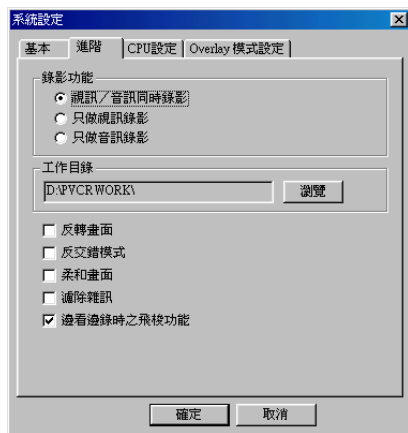 系統設定
基本 進階 CPU設定 Overlay 模式設定
錄影功能
視訊／音訊同時錄影
只做視訊錄影
只做音訊錄影
工作目錄
D:\PVCRWORK\ 瀏覽
反轉畫面
反交錯模式
柔和畫面
濾除雜訊
邊看邊錄時之飛梭功能
確定 取消